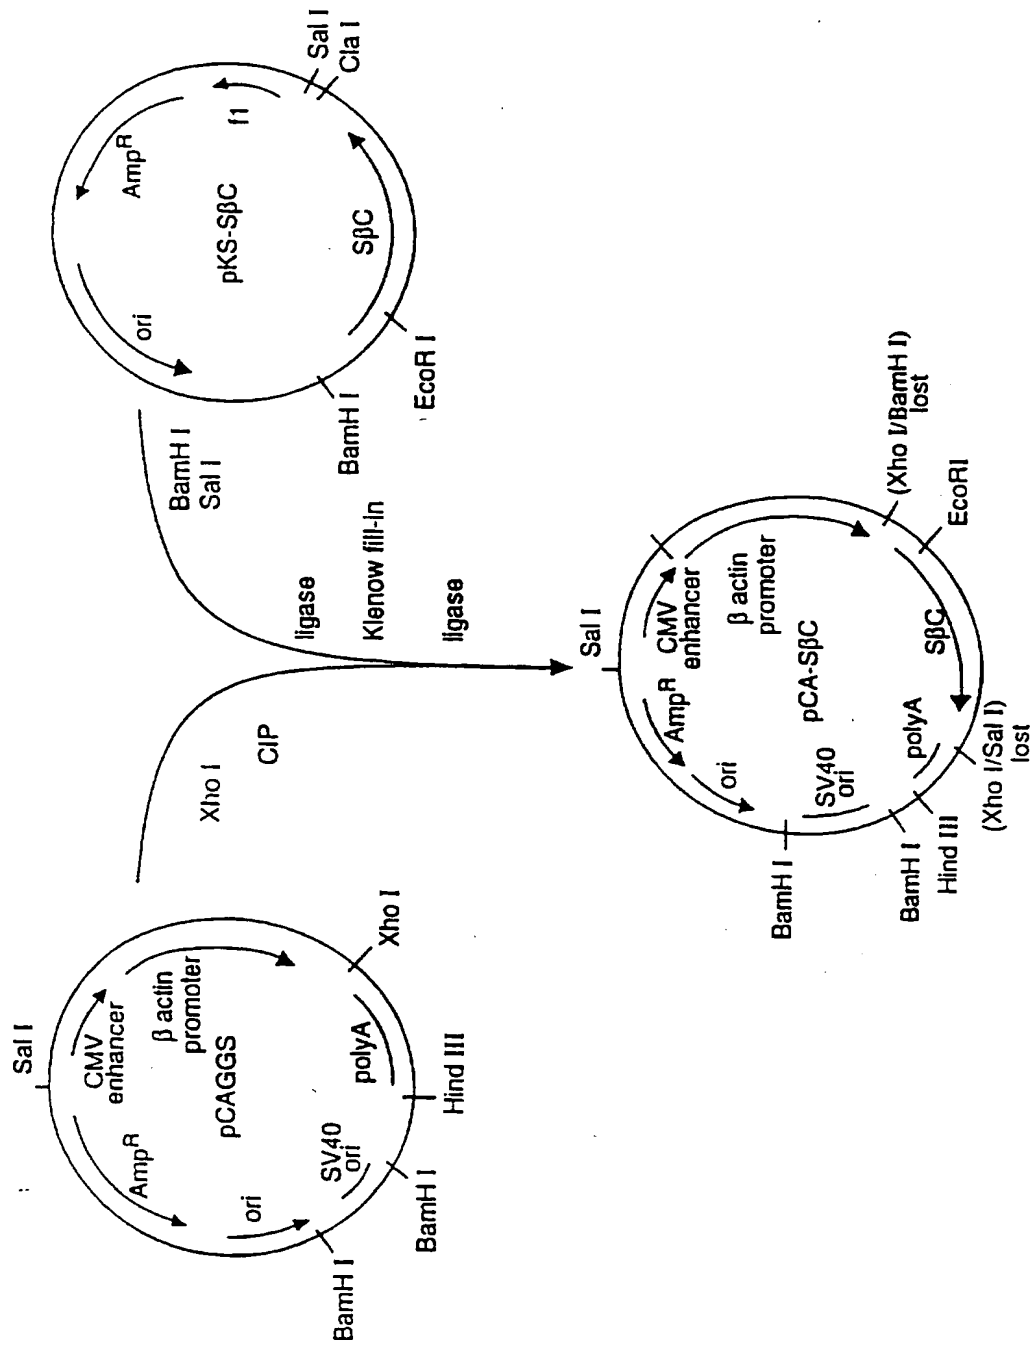 Sal I
CMV
enhancer
β actin
promoter
pCAGGS
Amp^R
ori
SV40
ori
polyA
Xho I
Hind III
BamH I
BamH I
Xho I
CIP
BamH I
Sal I
ligase
Klenow fill-in
ligase
Amp^R
f1
Sal I
Cla I
pKS-SβC
ori
SβC
BamH I
EcoR I
Sal I
CMV
enhancer
β actin
promoter
Amp^R
pCA-SβC
ori
SV40
ori
polyA
SβC
(Xho I/BamH I)
lost
EcoRI
BamH I
BamH I
Hind III
(Xho I/Sal I)
lost